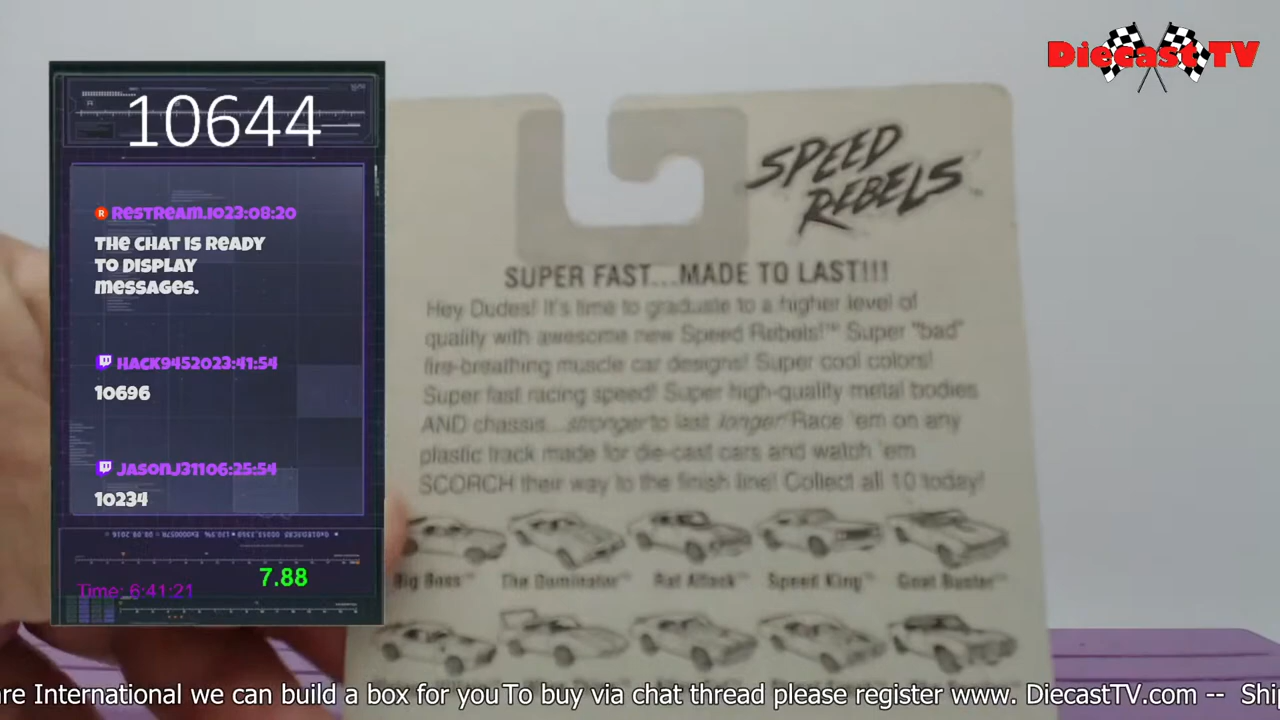 Diecast TV
10644
Restream.io23:08:20
THE CHAT IS READY
TO DISPLAY
messages.
HACK9452023:41:54
10696
JASONJ31106:25:54
10234
7.88
Time: 6:41:21
SPEED
REBELS
SUPER FAST...MADE TO LAST!!!
Hey Dudes! It's time to graduate to a higher level of
quality with awesome new Speed Rebels!™ Super "bad"
fire-breathing muscle car designs! Super cool colors!
Super fast racing speed! Super high-quality metal bodies
AND chassis...stronger to last longer! Race 'em on any
plastic track made for die-cast cars and watch 'em
SCORCH their way to the finish line! Collect all 10 today!
Big Boss™ The Dominator™ Rat Attack™ Speed King™ Goat Buster™
are International we can build a box for you To buy via chat thread please register www. DiecastTV.com -- Ship